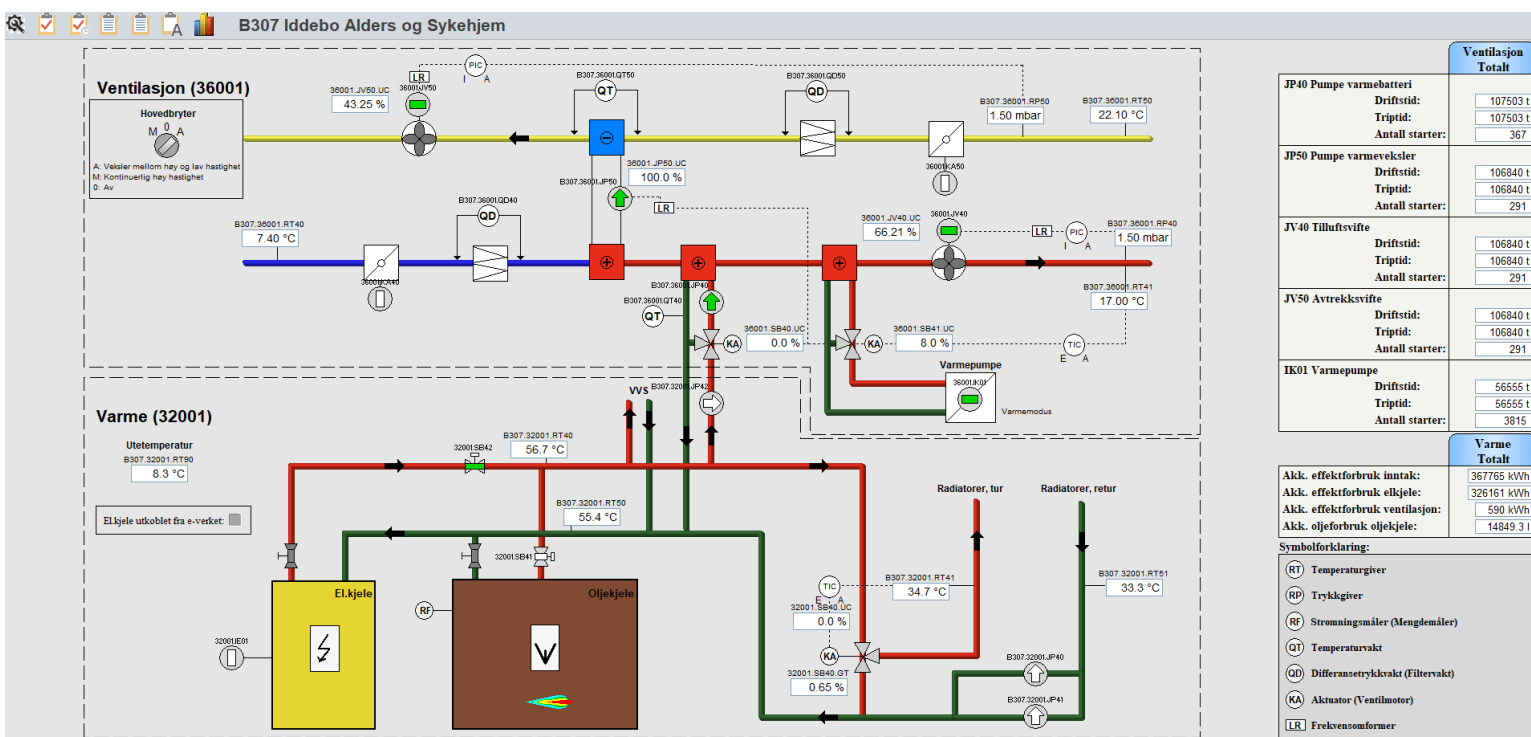 B307 Iddebo Alders og Sykehjem
Ventilasjon (36001)
Hovedbryter
M 0 A
A: Veksler mellom høy og lav hastighet
M: Kontinuerlig høy hastighet
0: Av
36001.JV50.UC
43.25 %
LR
36001JV50
PIC
I A
B307.36001.QT50
QT
B307.36001.QD50
QD
B307.36001.RP50
1.50 mbar
B307.36001.RT50
22.10 °C
36001KA50
36001.JP50.UC
100.0 %
B307.36001.JP50
LR
B307.36001.RT40
7.40 °C
36001KA40
B307.36001.QD40
QD
36001.JV40.UC
66.21 %
36001JV40
LR
PIC
I A
B307.36001.RP40
1.50 mbar
B307.36001.RT41
17.00 °C
B307.36001.JP40
B307.36001.QT40
QT
36001.SB40.UC
KA
0.0 %
36001.SB41.UC
KA
8.0 %
TIC
E A
Varmepumpe
36001IK01
Varmemodus
Varme (32001)
Utetemperatur
B307.32001.RT90
8.3 °C
El.kjele utkoblet fra e-verket:
VVS
B307.32001.JP42
32001.SB42
B307.32001.RT40
56.7 °C
B307.32001.RT50
55.4 °C
32001.SB41
El.kjele
Oljekjele
RF
32001IE01
Radiatorer, tur
Radiatorer, retur
TIC
E A
B307.32001.RT41
34.7 °C
B307.32001.RT51
33.3 °C
32001.SB40.UC
0.0 %
KA
32001.SB40.GT
0.65 %
B307.32001.JP40
B307.32001.JP41
Ventilasjon
Totalt
JP40 Pumpe varmebatteri
Driftstid: 107503 t
Triptid: 107503 t
Antall starter: 367
JP50 Pumpe varmeveksler
Driftstid: 106840 t
Triptid: 106840 t
Antall starter: 291
JV40 Tilluftsvifte
Driftstid: 106840 t
Triptid: 106840 t
Antall starter: 291
JV50 Avtrekksvifte
Driftstid: 106840 t
Triptid: 106840 t
Antall starter: 291
IK01 Varmepumpe
Driftstid: 56555 t
Triptid: 56555 t
Antall starter: 3815
Varme
Totalt
Akk. effektforbruk inntak: 367765 kWh
Akk. effektforbruk elkjele: 326161 kWh
Akk. effektforbruk ventilasjon: 590 kWh
Akk. oljeforbruk oljekjele: 14849.3 l
Symbolforklaring:
RT Temperaturgiver
RP Trykkgiver
RF Strømningsmåler (Mengdemåler)
QT Temperaturvakt
QD Differansetrykkvakt (Filtervakt)
KA Aktuator (Ventilmotor)
LR Frekvensomformer